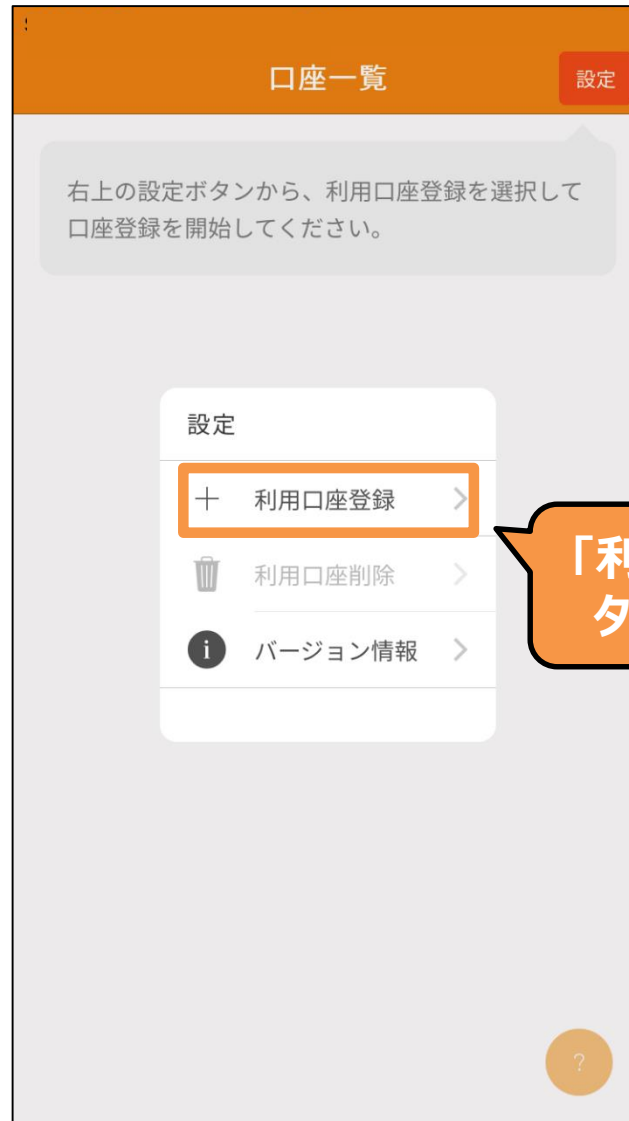 口座一覧
設定
右上の設定ボタンから、利用口座登録を選択して
口座登録を開始してください。
設定
利用口座登録
利用口座削除
バージョン情報
「利
タ
?